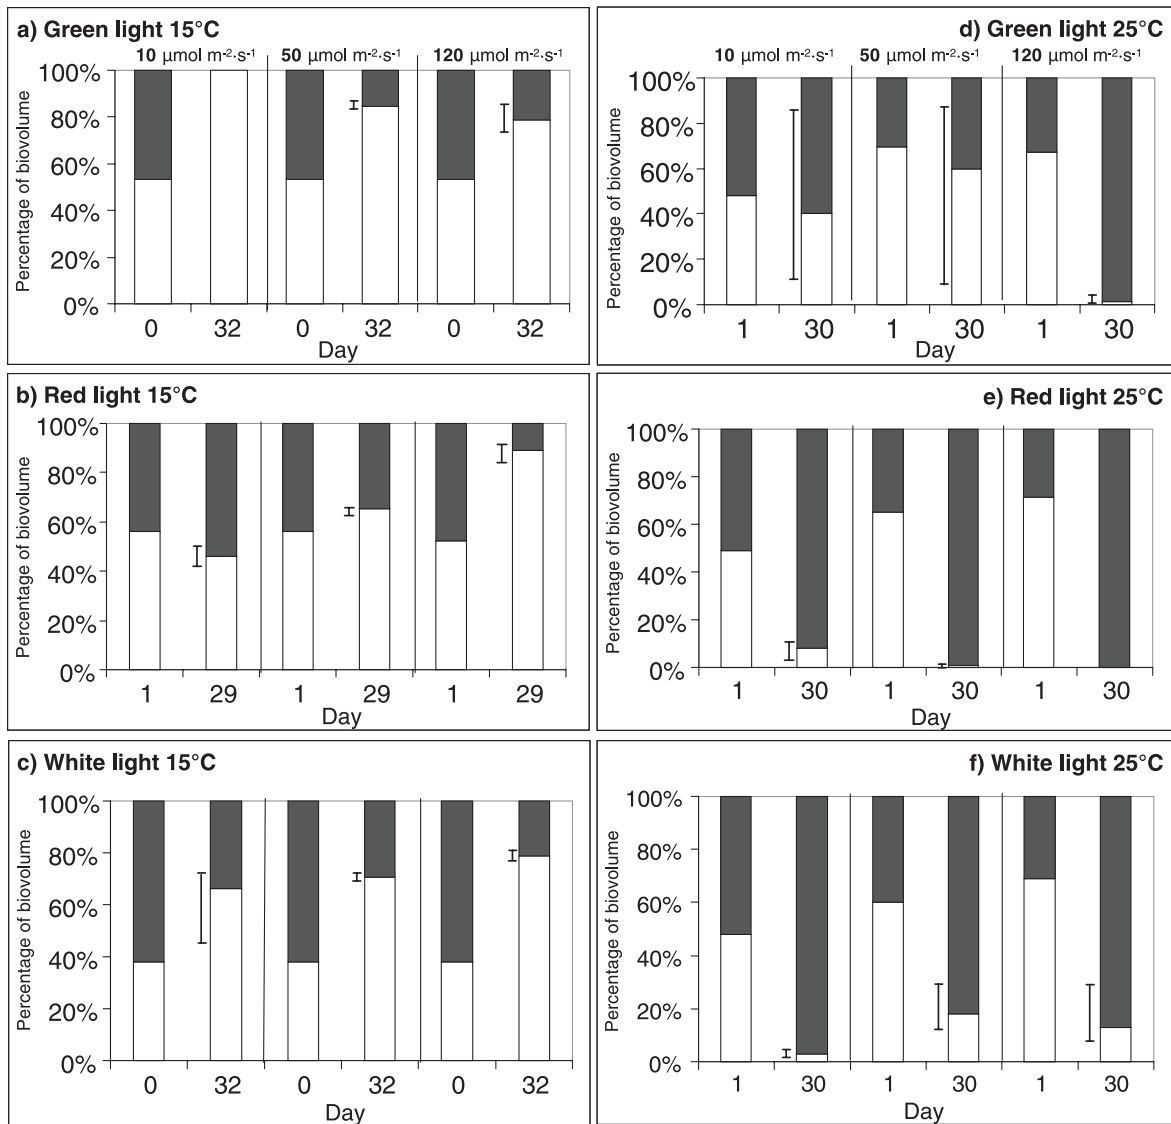 a) Green light 15°C
10 μmol m-2·s-1 50 μmol m-2·s-1 120 μmol m-2·s-1
Percentage of biovolume
100%
80%
60%
40%
20%
0%
0 32 0 32 0 32
Day
d) Green light 25°C
10 μmol m-2·s-1 50 μmol m-2·s-1 120 μmol m-2·s-1
Percentage of biovolume
100%
80%
60%
40%
20%
0%
1 30 1 30 1 30
Day
b) Red light 15°C
Percentage of biovolume
100%
80%
60%
40%
20%
0%
1 29 1 29 1 29
Day
e) Red light 25°C
Percentage of biovolume
100%
80%
60%
40%
20%
0%
1 30 1 30 1 30
Day
c) White light 15°C
Percentage of biovolume
100%
80%
60%
40%
20%
0%
0 32 0 32 0 32
Day
f) White light 25°C
Percentage of biovolume
100%
80%
60%
40%
20%
0%
1 30 1 30 1 30
Day